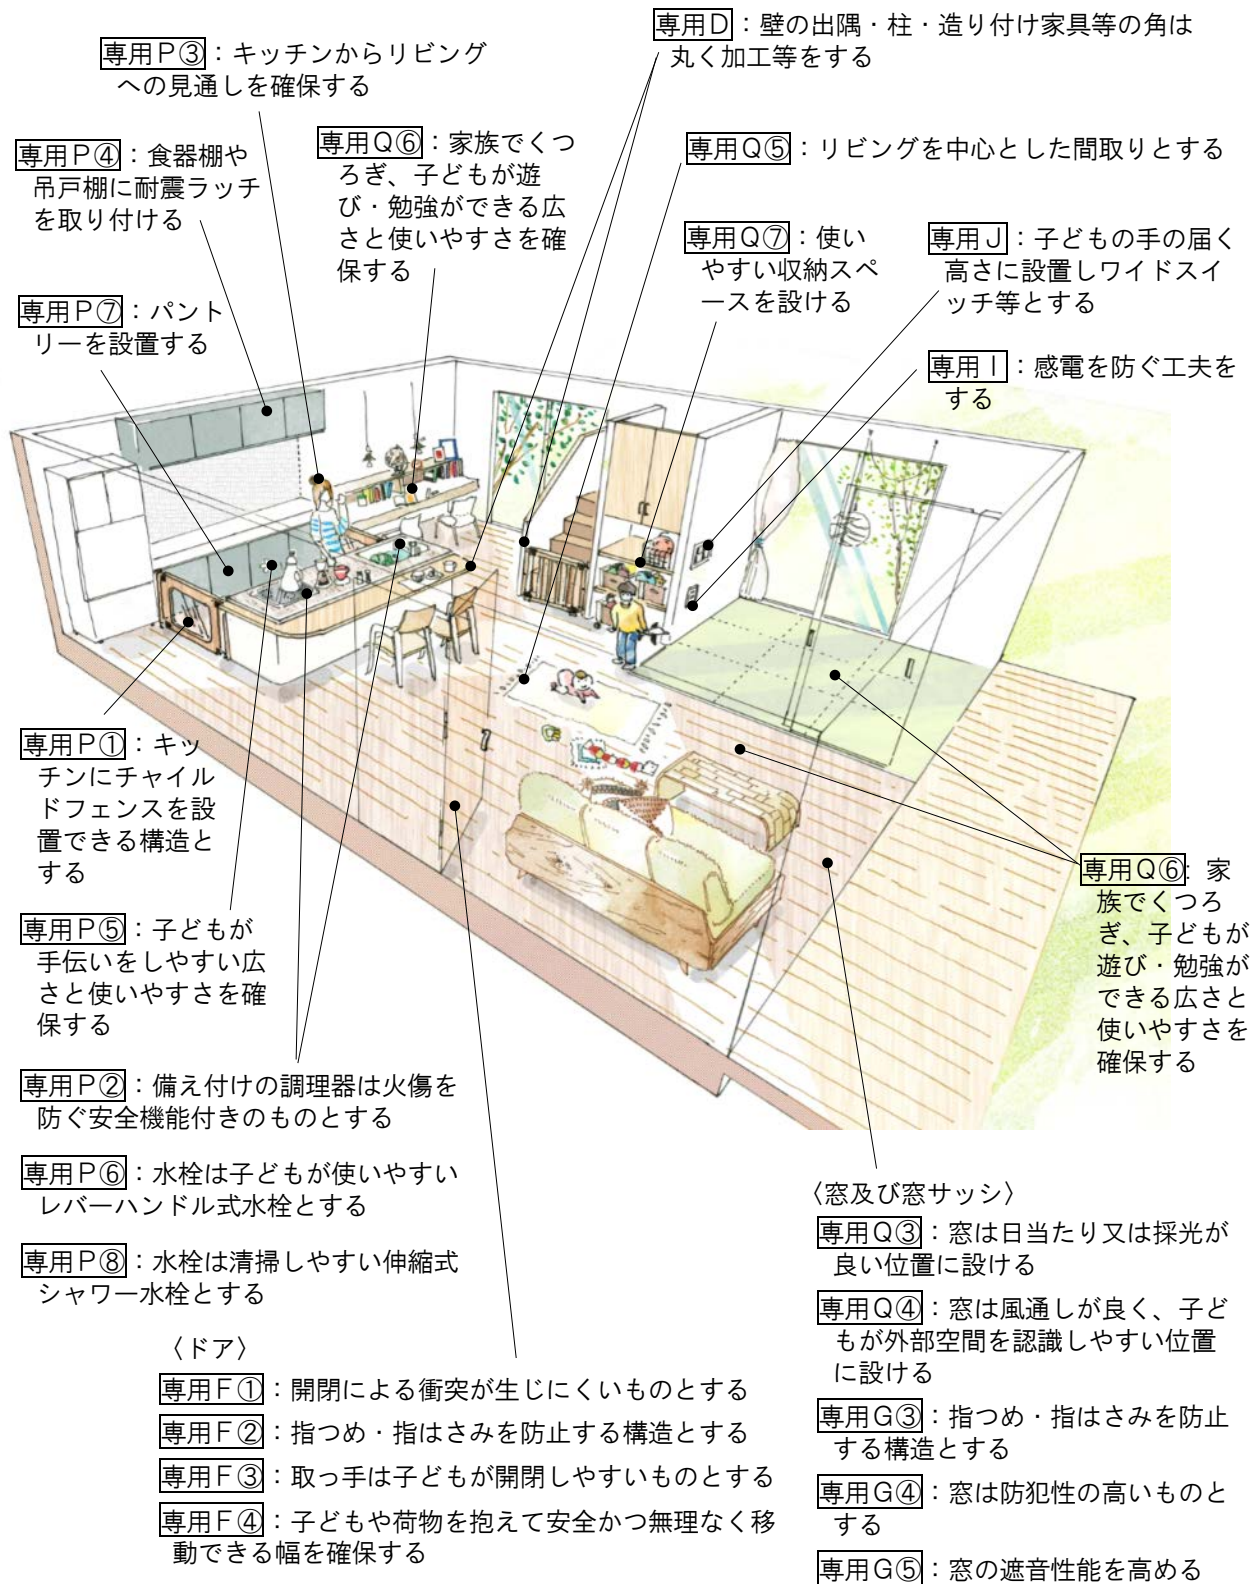 専用D：壁の出隅・柱・造り付け家具等の角は
丸く加工等をする
専用P③：キッチンからリビング
への見通しを確保する
専用P④：食器棚や
吊戸棚に耐震ラッチ
を取り付ける
専用Q⑥：家族でくつ
ろぎ、子どもが遊
び・勉強ができる広
さと使いやすさを確
保する
専用Q⑤：リビングを中心とした間取りとする
専用Q⑦：使い
やすい収納スペ
ースを設ける
専用J：子どもの手の届く
高さに設置しワイドスイ
ッチ等とする
専用P⑦：パント
リーを設置する
専用I：感電を防ぐ工夫を
する
専用P①：キッ
チンにチャイル
ドフェンスを設
置できる構造と
する
専用Q⑥：家
族でくつろ
ぎ、子どもが
遊び・勉強が
できる広さと
使いやすさを
確保する
専用P⑤：子どもが
手伝いをしやすい広
さと使いやすさを確
保する
専用P②：備え付けの調理器は火傷を
防ぐ安全機能付きのものとする
専用P⑥：水栓は子どもが使いやすい
レバーハンドル式水栓とする
専用P⑧：水栓は清掃しやすい伸縮式
シャワー水栓とする
〈ドア〉
専用F①：開閉による衝突が生じにくいものとする
専用F②：指つめ・指はさみを防止する構造とする
専用F③：取っ手は子どもが開閉しやすいものとする
専用F④：子どもや荷物を抱えて安全かつ無理なく移
動できる幅を確保する
〈窓及び窓サッシ〉
専用Q③：窓は日当たり又は採光が
良い位置に設ける
専用Q④：窓は風通しが良く、子ど
もが外部空間を認識しやすい位置
に設ける
専用G③：指つめ・指はさみを防止
する構造とする
専用G④：窓は防犯性の高いものと
する
専用G⑤：窓の遮音性能を高める